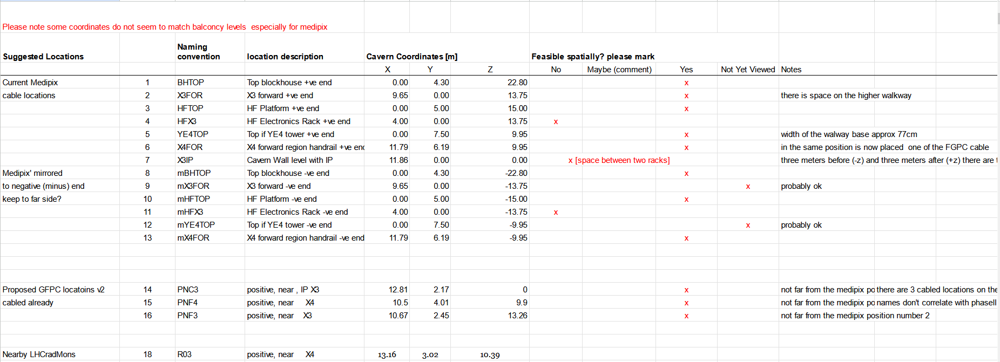 Please note some coordinates do not seem to match balconcy levels especially for medipix
Suggested Locations Naming convention location description Cavern Coordinates [m] Feasible spatially? please mark
X Y Z No Maybe (comment) Yes Not Yet Viewed Notes
Current Medipix 1 BHTOP Top blockhouse +ve end 0.00 4.30 22.80 x
cable locations 2 X3FOR X3 forward +ve end 9.65 0.00 13.75 x there is space on the higher walkway
3 HFTOP HF Platform +ve end 0.00 5.00 15.00 x
4 HFX3 HF Electronics Rack +ve end 4.00 0.00 13.75 x
5 YE4TOP Top if YE4 tower +ve end 0.00 7.50 9.95 x width of the walway base approx 77cm
6 X4FOR X4 forward region handrail +ve end 11.79 6.19 9.95 x in the same position is now placed one of the FGPC cable
7 X3IP Cavern Wall level with IP 11.86 0.00 0.00 x [space between two racks] three meters before (-z) and three meters after (+z) there are
Medipix' mirrored 8 mBHTOP Top blockhouse -ve end 0.00 4.30 -22.80 x
to negative (minus) end 9 mX3FOR X3 forward -ve end 9.65 0.00 -13.75 x probably ok
keep to far side? 10 mHFTOP HF Platform -ve end 0.00 5.00 -15.00 x
11 mHFX3 HF Electronics Rack -ve end 4.00 0.00 -13.75 x
12 mYE4TOP Top if YE4 tower -ve end 0.00 7.50 -9.95 x probably ok
13 mX4FOR X4 forward region handrail -ve end 11.79 6.19 -9.95 x
Proposed GFPC locatoins v2 14 PNC3 positive, near , IP X3 12.81 2.17 0 x not far from the medipix po there are 3 cabled locations on the
cabled already 15 PNF4 positive, near X4 10.5 4.01 9.9 x not far from the medipix po names don't correlate with phaseII
16 PNF3 positive, near X3 10.67 2.45 13.26 x not far from the medipix position number 2
Nearby LHCradMons 18 R03 positive, near X4 13.16 3.02 10.39